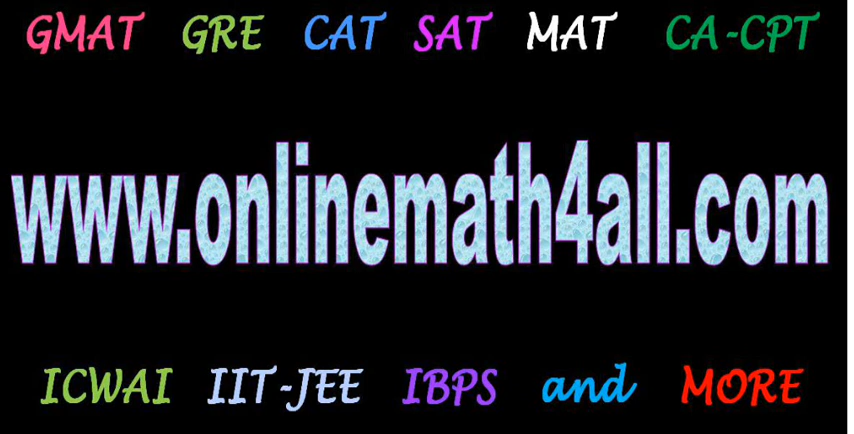 GMAT GRE CAT SAT MAT CA-CPT
www.onlinemath4all.com
ICWAI IIT-JEE IBPS and MORE